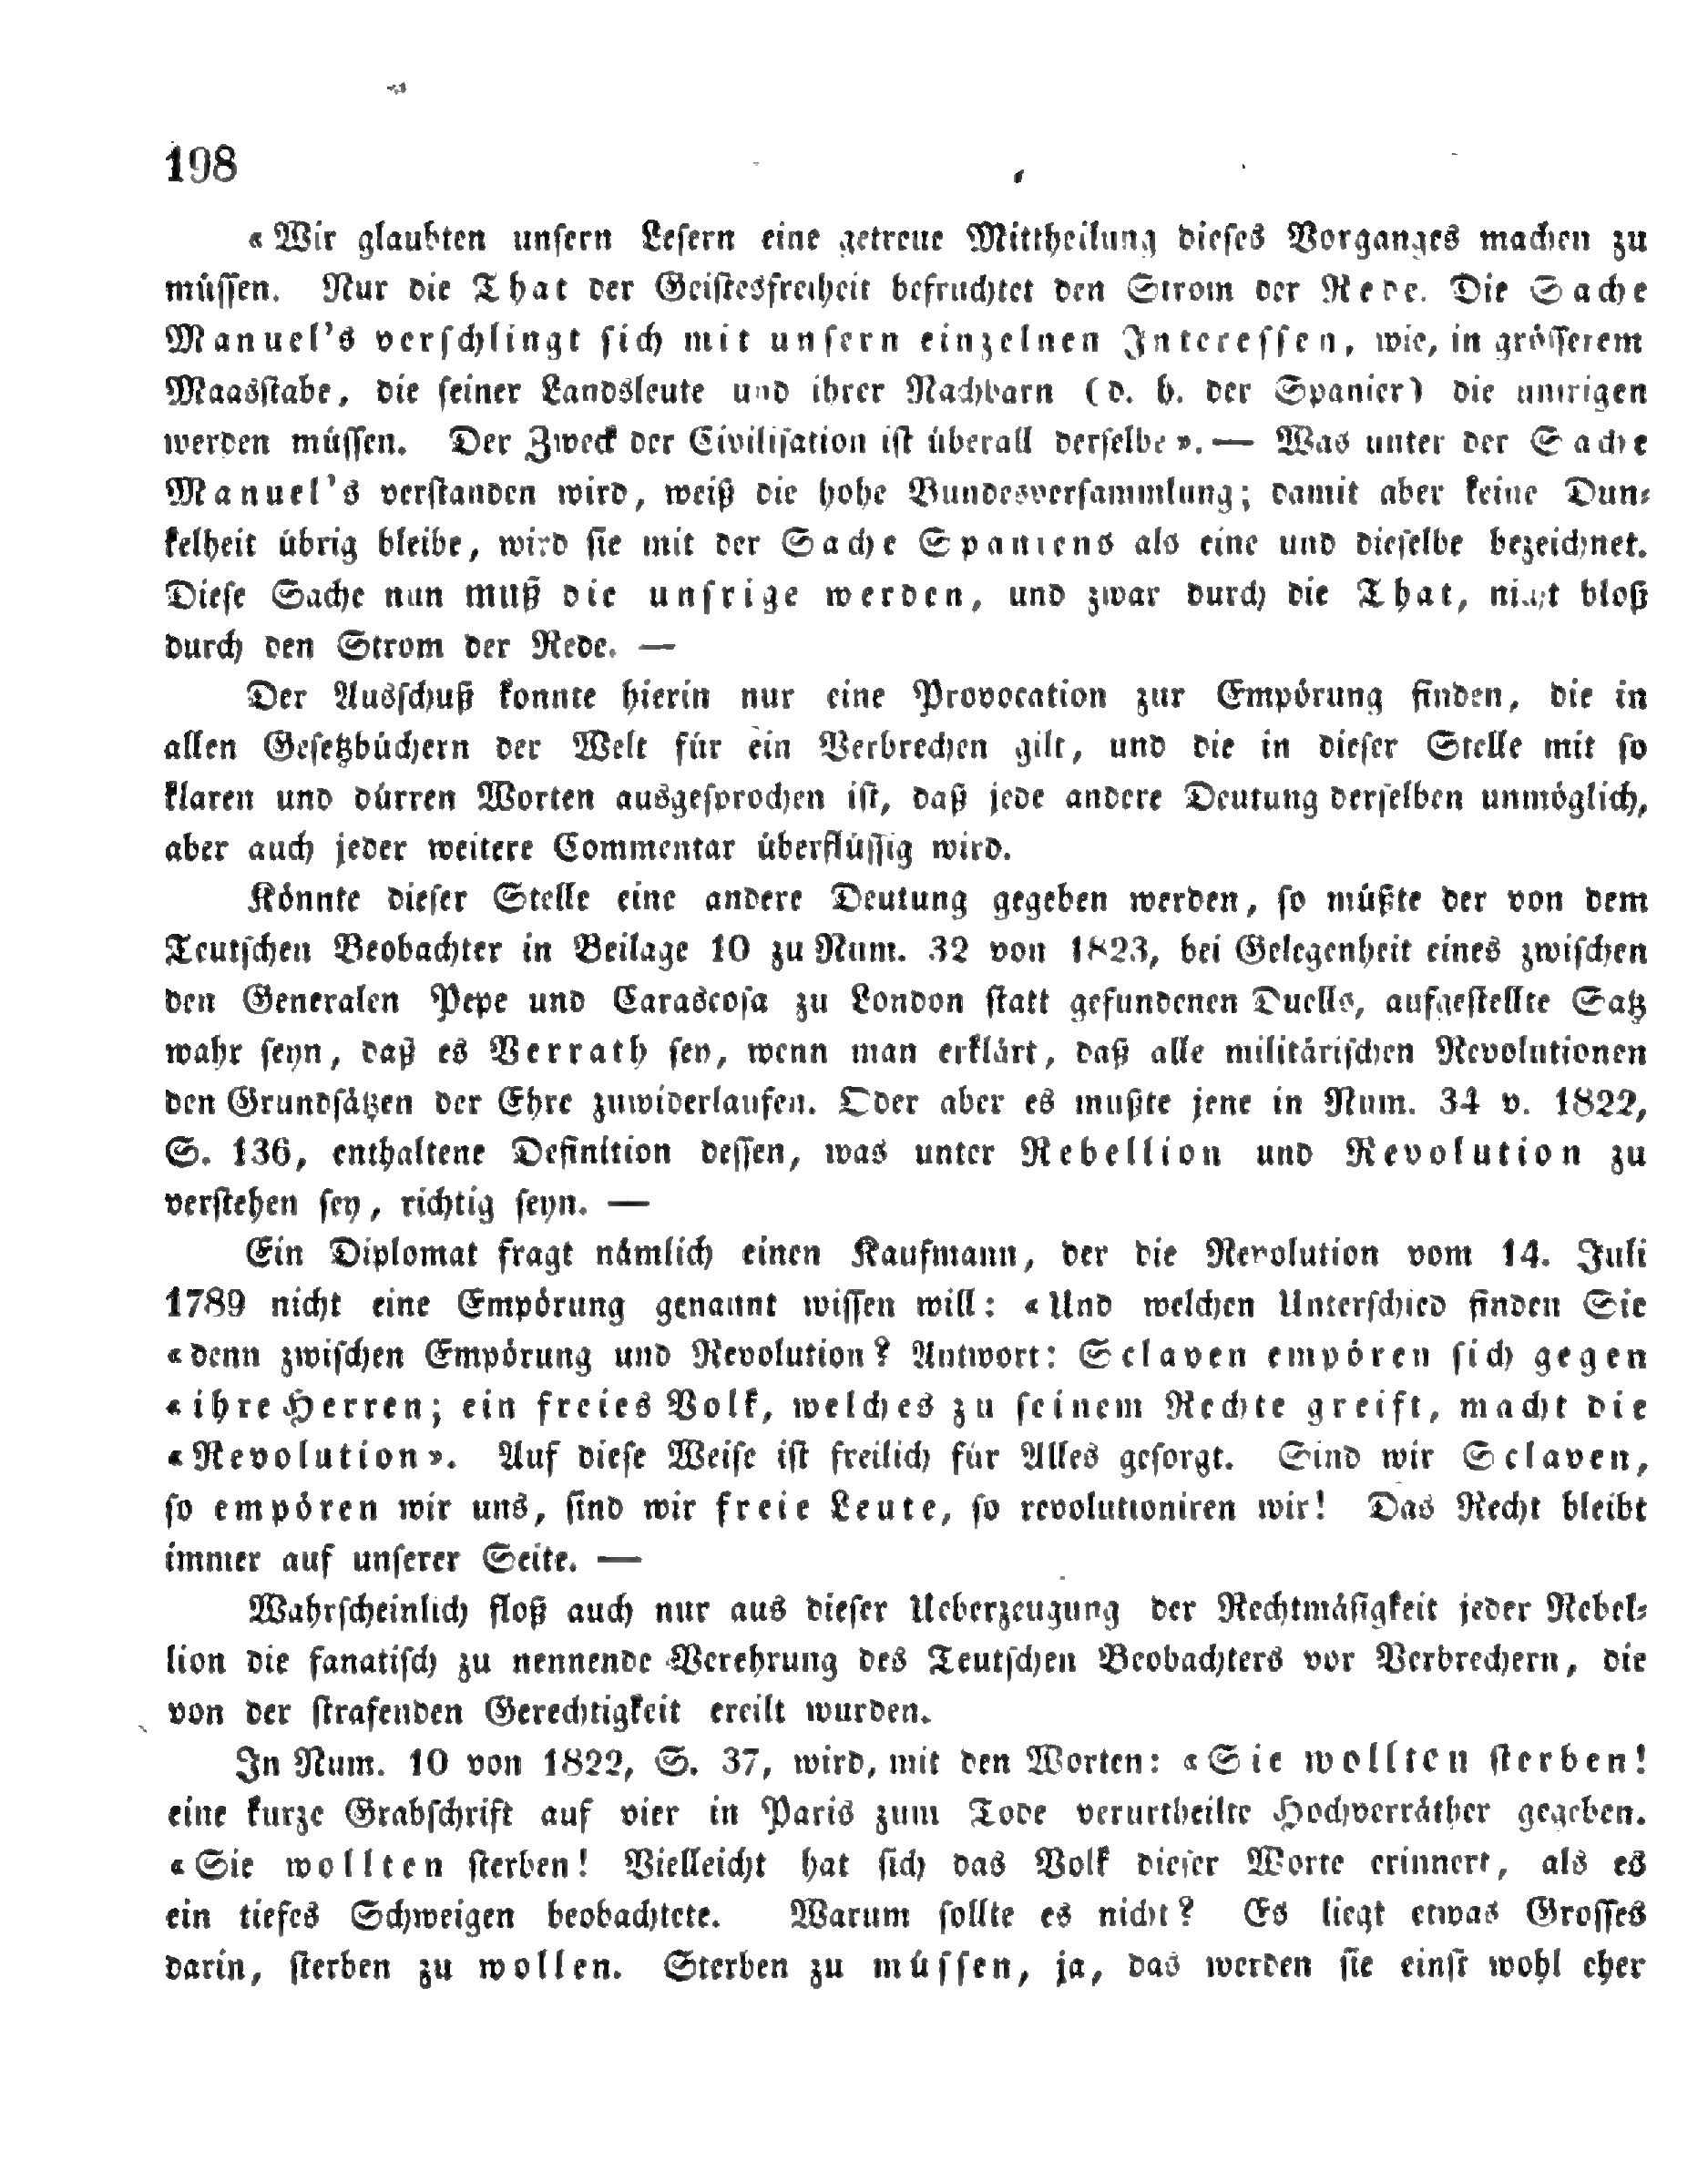 198
«Wir glaubten unsern Lesern eine getreue Mittheilung dieses Vorganges machen zu
müssen. Nur die That der Geistesfreiheit befruchtet den Strom der Rede. Die Sache
Manuel's verschlingt sich mit unsern einzelnen Interessen, wie, in grösserem
Maasstabe, die seiner Landsleute und ihrer Nachbarn (d. h. der Spanier) die unsrigen
werden müssen. Der Zweck der Civilisation ist überall derselbe». — Was unter der Sache
Manuel's verstanden wird, weiß die hohe Bundesversammlung; damit aber keine Dun-
kelheit übrig bleibe, wird sie mit der Sache Spaniens als eine und dieselbe bezeichnet.
Diese Sache nun muß die unsrige werden, und zwar durch die That, nicht bloß
durch den Strom der Rede. —
Der Ausschuß konnte hierin nur eine Provocation zur Empörung finden, die in
allen Gesetzbüchern der Welt für ein Verbrechen gilt, und die in dieser Stelle mit so
klaren und dürren Worten ausgesprochen ist, daß jede andere Deutung derselben unmöglich,
aber auch jeder weitere Commentar überflüssig wird.
Könnte dieser Stelle eine andere Deutung gegeben werden, so müßte der von dem
Teutschen Beobachter in Beilage 10 zu Num. 32 von 1823, bei Gelegenheit eines zwischen
den Generalen Pepe und Carascosa zu London statt gefundenen Duells, aufgestellte Satz
wahr seyn, daß es Verrath sey, wenn man erklärt, daß alle militärischen Revolutionen
den Grundsätzen der Ehre zuwiderlaufen. Oder aber es mußte jene in Num. 34 v. 1822,
S. 136, enthaltene Definition dessen, was unter Rebellion und Revolution zu
verstehen sey, richtig seyn. —
Ein Diplomat fragt nämlich einen Kaufmann, der die Revolution vom 14. Juli
1789 nicht eine Empörung genannt wissen will: «Und welchen Unterschied finden Sie
«denn zwischen Empörung und Revolution? Antwort: Sclaven empören sich gegen
«ihre Herren; ein freies Volk, welches zu seinem Rechte greift, macht die
«Revolution». Auf diese Weise ist freilich für Alles gesorgt. Sind wir Sclaven,
so empören wir uns, sind wir freie Leute, so revolutioniren wir! Das Recht bleibt
immer auf unserer Seite. —
Wahrscheinlich floß auch nur aus dieser Ueberzeugung der Rechtmäsigkeit jeder Rebel-
lion die fanatisch zu nennende Verehrung des Teutschen Beobachters vor Verbrechern, die
von der strafenden Gerechtigkeit ereilt wurden.
In Num. 10 von 1822, S. 37, wird, mit den Worten: «Sie wollten sterben!
eine kurze Grabschrift auf vier in Paris zum Tode verurtheilte Hochverräther gegeben.
«Sie wollten sterben! Vielleicht hat sich das Volk dieser Worte erinnert, als es
ein tiefes Schweigen beobachtete. Warum sollte es nicht? Es liegt etwas Grosses
darin, sterben zu wollen. Sterben zu müssen, ja, das werden sie einst wohl eher